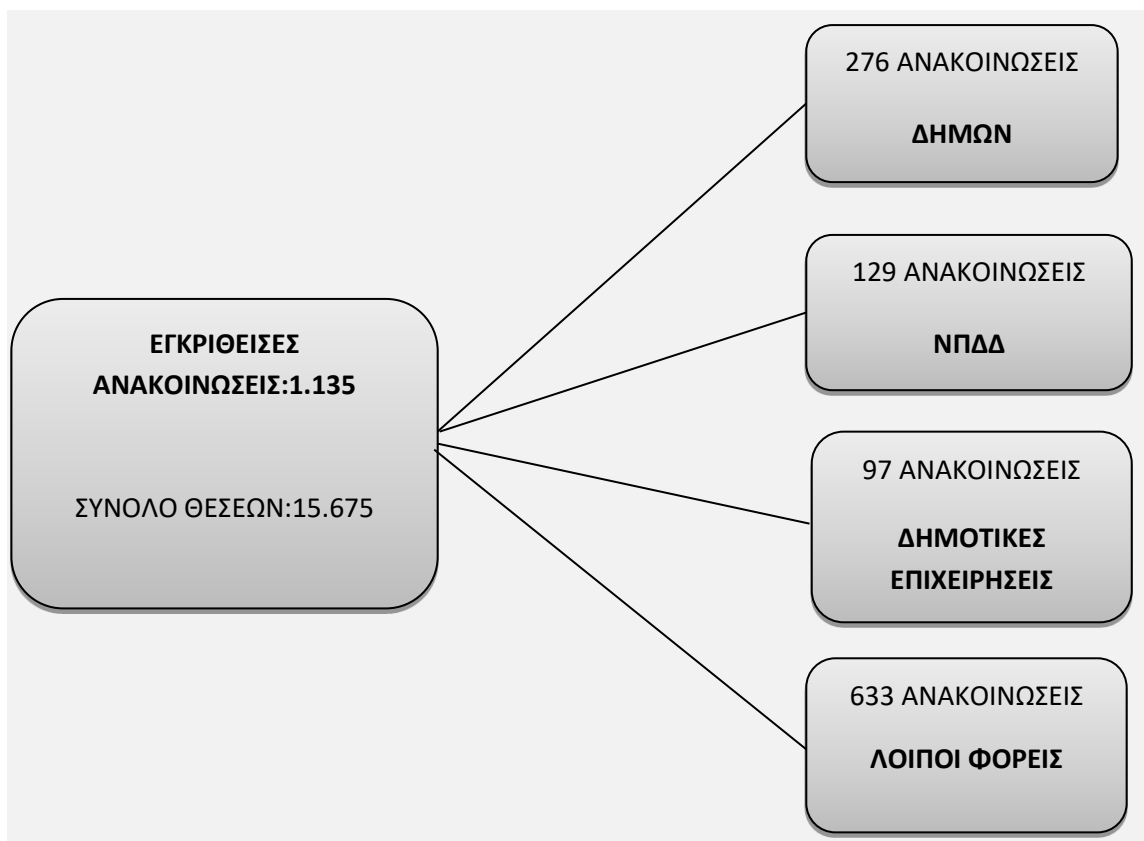 ΕΓΚΡΙΘΕΙΣΕΣ
ΑΝΑΚΟΙΝΩΣΕΙΣ:1.135
ΣΥΝΟΛΟ ΘΕΣΕΩΝ:15.675
276 ΑΝΑΚΟΙΝΩΣΕΙΣ
ΔΗΜΩΝ
129 ΑΝΑΚΟΙΝΩΣΕΙΣ
ΝΠΔΔ
97 ΑΝΑΚΟΙΝΩΣΕΙΣ
ΔΗΜΟΤΙΚΕΣ
ΕΠΙΧΕΙΡΗΣΕΙΣ
633 ΑΝΑΚΟΙΝΩΣΕΙΣ
ΛΟΙΠΟΙ ΦΟΡΕΙΣ